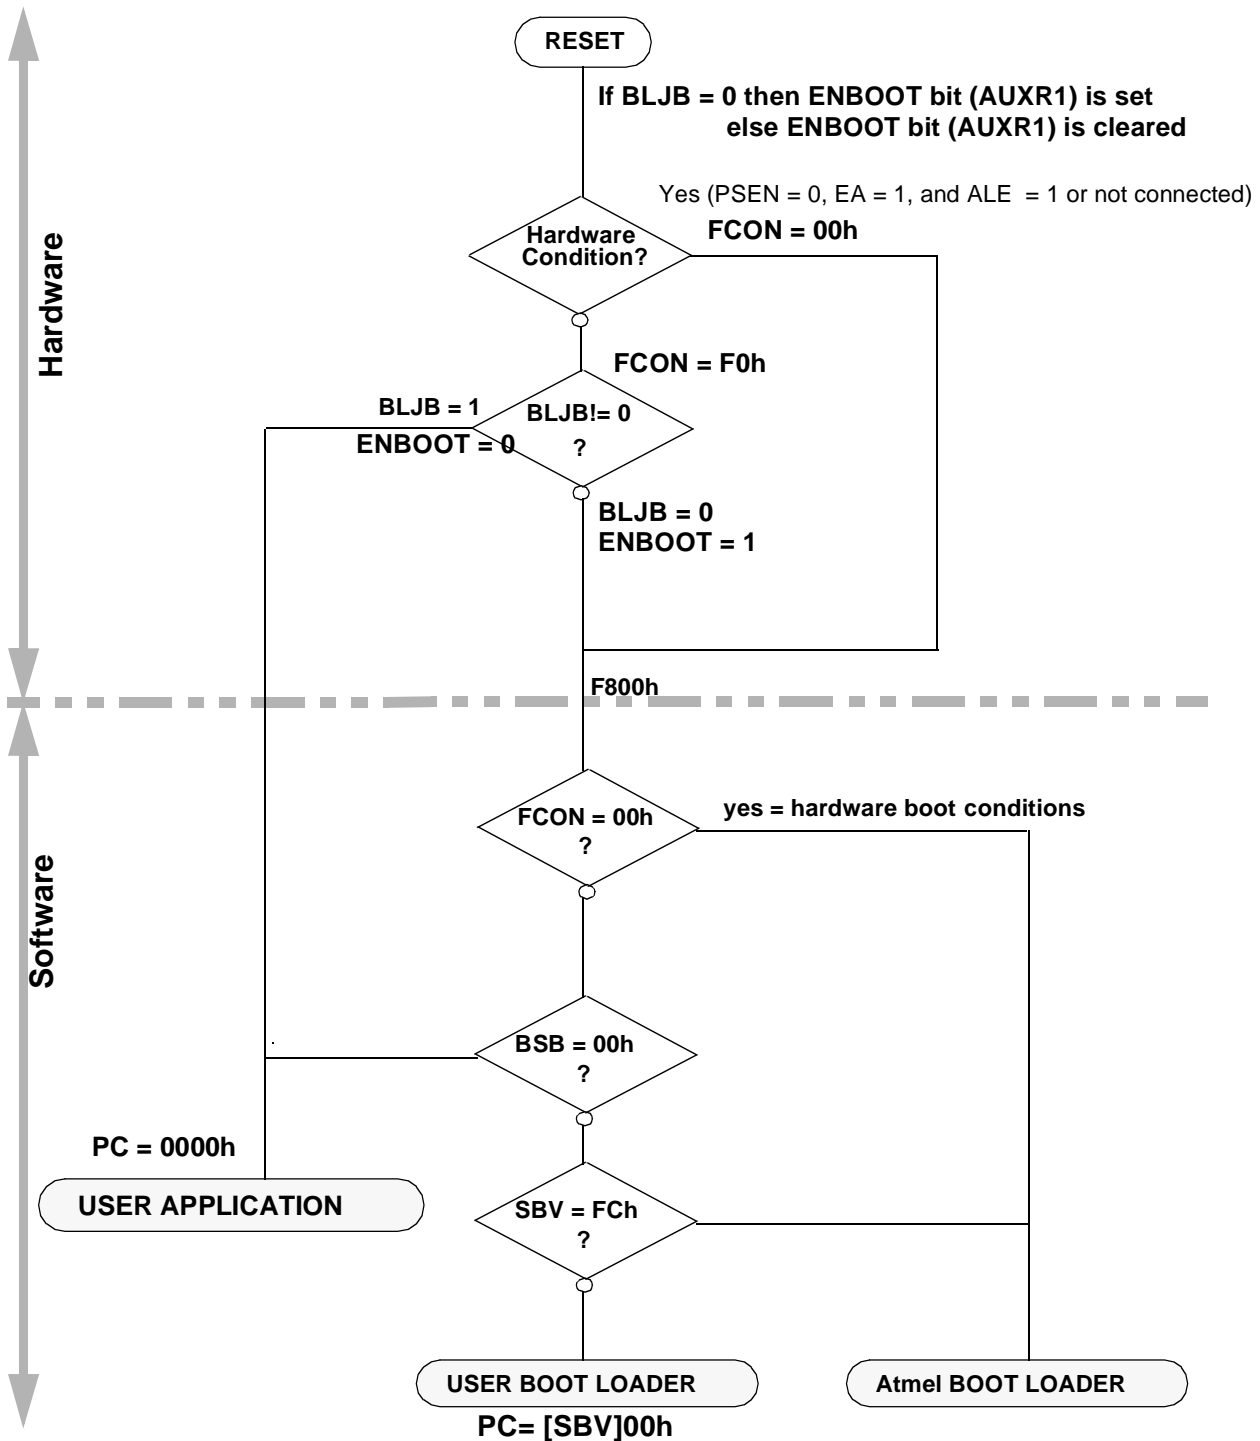 RESET
If BLJB = 0 then ENBOOT bit (AUXR1) is set
else ENBOOT bit (AUXR1) is cleared
Yes (PSEN = 0, EA = 1, and ALE = 1 or not connected)
FCON = 00h
Hardware
Condition?
Hardware
FCON = F0h
BLJB = 1
ENBOOT = 0
BLJB!= 0
?
BLJB = 0
ENBOOT = 1
F800h
Software
FCON = 00h
?
yes = hardware boot conditions
BSB = 00h
?
PC = 0000h
USER APPLICATION
SBV = FCh
?
USER BOOT LOADER
PC= [SBV]00h
Atmel BOOT LOADER